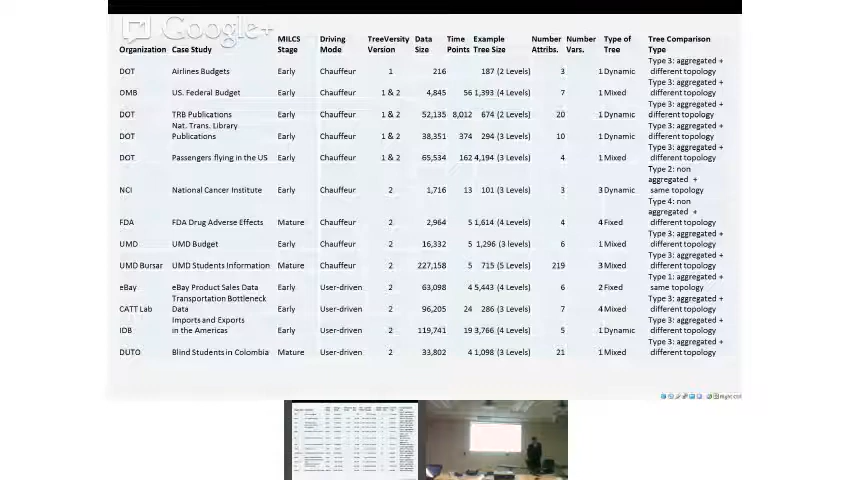 Google+
MILCS Driving TreeVersity Data Time Example Number Number Type of Tree Comparison
Organization Case Study Stage Mode Version Size Points Tree Size Attribs. Vars. Tree Type
Type 3: aggregated +
DOT Airlines Budgets Early Chauffeur 1 216 187 (2 Levels) 3 1 Dynamic different topology
Type 3: aggregated +
OMB US. Federal Budget Early Chauffeur 1 & 2 4,845 56 1,393 (4 Levels) 7 1 Mixed different topology
Type 3: aggregated +
DOT TRB Publications Early Chauffeur 1 & 2 52,135 8,012 674 (2 Levels) 20 1 Dynamic different topology
Nat. Trans. Library Type 3: aggregated +
DOT Publications Early Chauffeur 1 & 2 38,351 374 294 (3 Levels) 10 1 Dynamic different topology
Type 3: aggregated +
DOT Passengers flying in the US Early Chauffeur 1 & 2 65,534 162 4,194 (3 Levels) 4 1 Mixed different topology
Type 2: non
aggregated +
NCI National Cancer Institute Early Chauffeur 2 1,716 13 101 (3 Levels) 3 3 Dynamic same topology
Type 4: non
aggregated +
FDA FDA Drug Adverse Effects Mature Chauffeur 2 2,964 5 1,614 (4 Levels) 4 4 Fixed different topology
Type 3: aggregated +
UMD UMD Budget Early Chauffeur 2 16,332 5 1,296 (3 levels) 6 1 Mixed different topology
Type 3: aggregated +
UMD Bursar UMD Students Information Mature Chauffeur 2 227,158 5 715 (5 Levels) 219 3 Mixed different topology
Type 1: aggregated +
eBay eBay Product Sales Data Early User-driven 2 63,098 4 5,443 (4 Levels) 6 2 Fixed same topology
Transportation Bottleneck Type 3: aggregated +
CATT Lab Data Early User-driven 2 96,205 24 286 (3 Levels) 7 4 Mixed different topology
Imports and Exports Type 3: aggregated +
IDB in the Americas Early User-driven 2 119,741 19 3,766 (4 Levels) 5 1 Dynamic different topology
Type 3: aggregated +
DUTO Blind Students in Colombia Mature User-driven 2 33,802 4 1,098 (3 Levels) 21 1 Mixed different topology